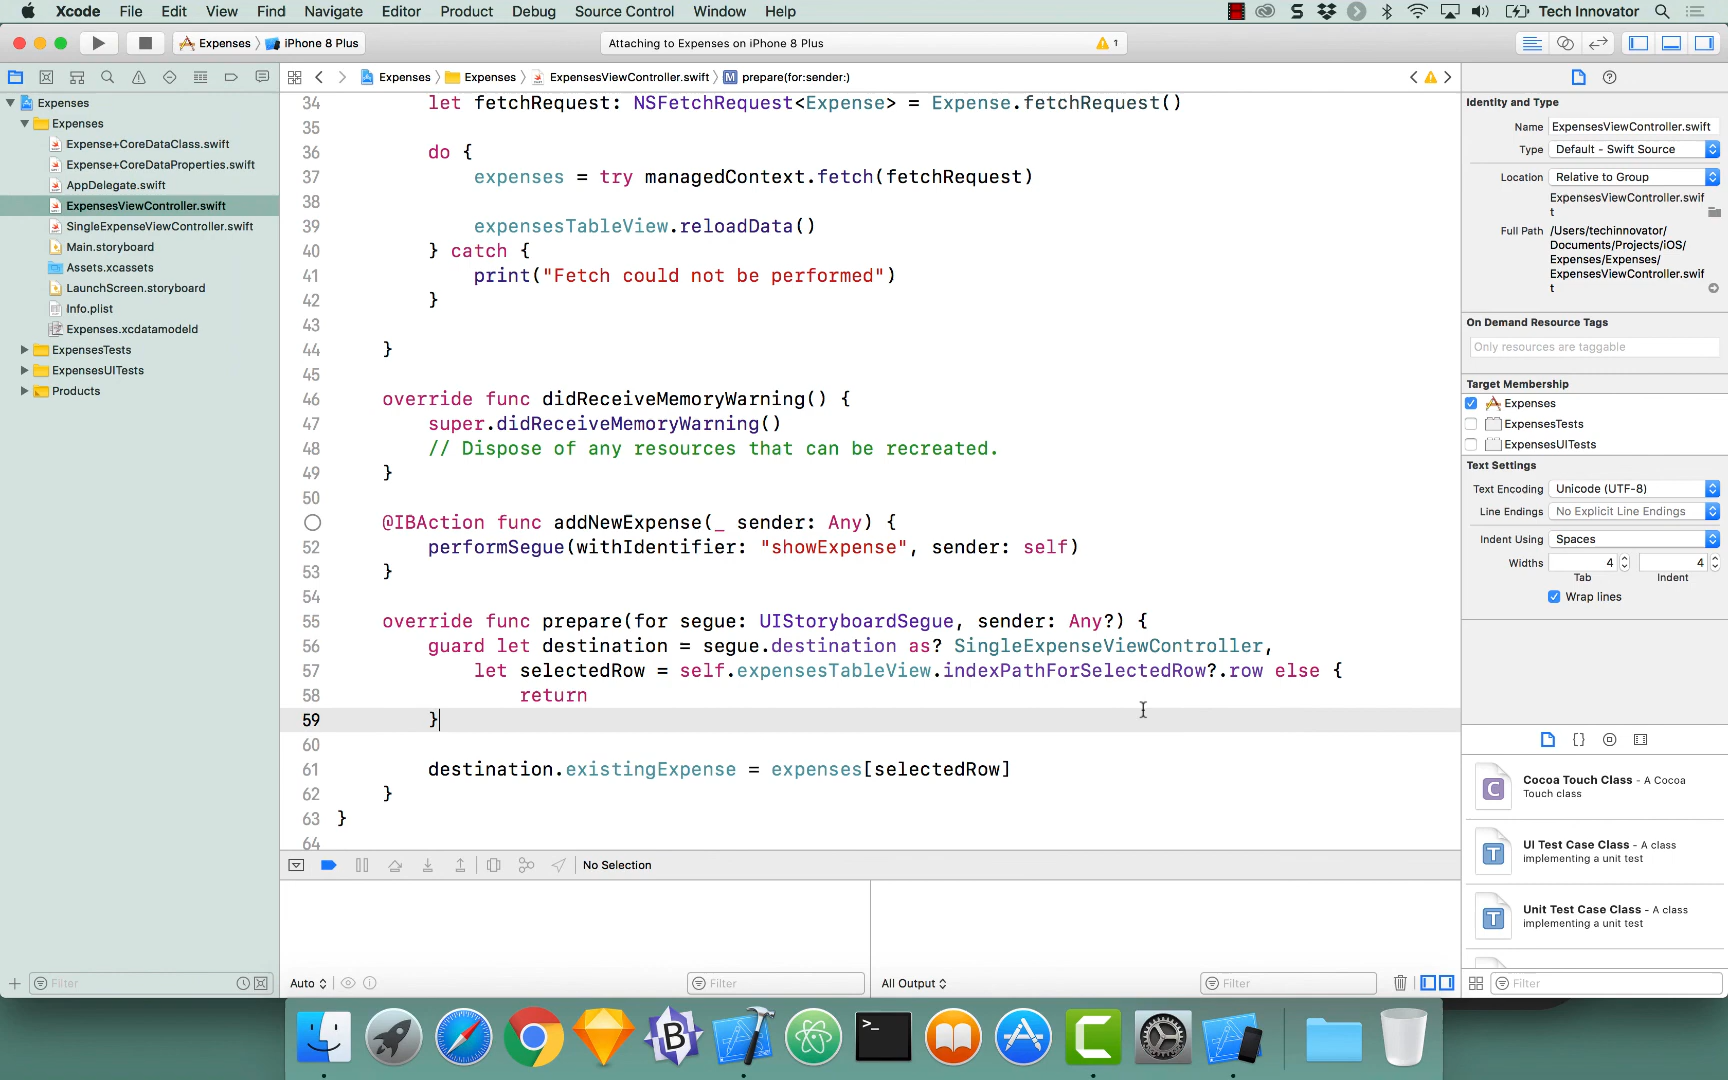 Xcode File Edit View Find Navigate Editor Product Debug Source Control Window Help Tech Innovator
Expenses iPhone 8 Plus
Attaching to Expenses on iPhone 8 Plus 1
Expenses Expenses ExpensesViewController.swift M prepare(for:sender:)
Expenses
Expenses
Expense+CoreDataClass.swift
Expense+CoreDataProperties.swift
AppDelegate.swift
ExpensesViewController.swift
SingleExpenseViewController.swift
Main.storyboard
Assets.xcassets
LaunchScreen.storyboard
Info.plist
Expenses.xcdatamodeld
ExpensesTests
ExpensesUITests
Products
Filter
34 let fetchRequest: NSFetchRequest<Expense> = Expense.fetchRequest()
35
36 do {
37 expenses = try managedContext.fetch(fetchRequest)
38
39 expensesTableView.reloadData()
40 } catch {
41 print("Fetch could not be performed")
42 }
43
44 }
45
46 override func didReceiveMemoryWarning() {
47 super.didReceiveMemoryWarning()
48 // Dispose of any resources that can be recreated.
49 }
50
@IBAction func addNewExpense(_ sender: Any) {
52 performSegue(withIdentifier: "showExpense", sender: self)
53 }
54
55 override func prepare(for segue: UIStoryboardSegue, sender: Any?) {
56 guard let destination = segue.destination as? SingleExpenseViewController,
57 let selectedRow = self.expensesTableView.indexPathForSelectedRow?.row else {
58 return
59 }
60
61 destination.existingExpense = expenses[selectedRow]
62 }
63 }
64
No Selection
Auto Filter
All Output Filter
Identity and Type
Name ExpensesViewController.swift
Type Default - Swift Source
Location Relative to Group
ExpensesViewController.swif
t
Full Path /Users/techinnovator/
Documents/Projects/iOS/
Expenses/Expenses/
ExpensesViewController.swif
t
On Demand Resource Tags
Only resources are taggable
Target Membership
Expenses
ExpensesTests
ExpensesUITests
Text Settings
Text Encoding Unicode (UTF-8)
Line Endings No Explicit Line Endings
Indent Using Spaces
Widths 4 4
Tab Indent
Wrap lines
{}
C Cocoa Touch Class - A Cocoa
Touch class
T UI Test Case Class - A class
implementing a unit test
T Unit Test Case Class - A class
implementing a unit test
Filter
B
>_
C